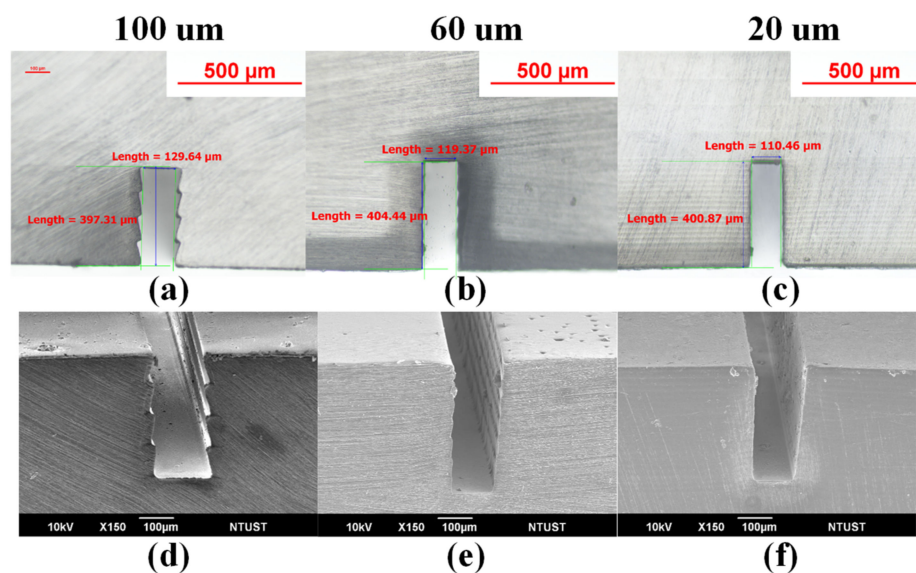 100 um 60 um 20 um
500 µm 500 µm 500 µm
Length = 129.64 µm Length = 119.37 µm Length = 110.46 µm
Length = 397.31 µm Length = 404.44 µm Length = 400.87 µm
(a) (b) (c)
10kV X150 100µm NTUST 10kV X150 100µm NTUST 10kV X150 100µm NTUST
(d) (e) (f)